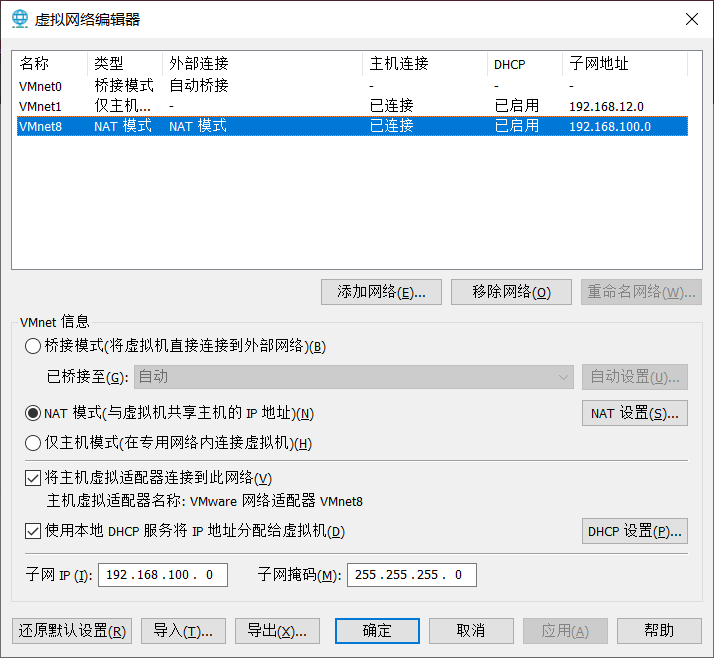 虚拟网络编辑器
名称 类型 外部连接 主机连接 DHCP 子网地址
VMnet0 桥接模式 自动桥接 - - -
VMnet1 仅主机... - 已连接 已启用 192.168.12.0
VMnet8 NAT 模式 NAT 模式 已连接 已启用 192.168.100.0
添加网络(E)... 移除网络(O) 重命名网络(W)...
VMnet 信息
桥接模式(将虚拟机直接连接到外部网络)(B)
已桥接至(G): 自动 自动设置(U)...
NAT 模式(与虚拟机共享主机的 IP 地址)(N) NAT 设置(S)...
仅主机模式(在专用网络内连接虚拟机)(H)
将主机虚拟适配器连接到此网络(V)
主机虚拟适配器名称: VMware 网络适配器 VMnet8
使用本地 DHCP 服务将 IP 地址分配给虚拟机(D) DHCP 设置(P)...
子网 IP (I): 192.168.100. 0 子网掩码(M): 255.255.255. 0
还原默认设置(R) 导入(T)... 导出(X)... 确定 取消 应用(A) 帮助